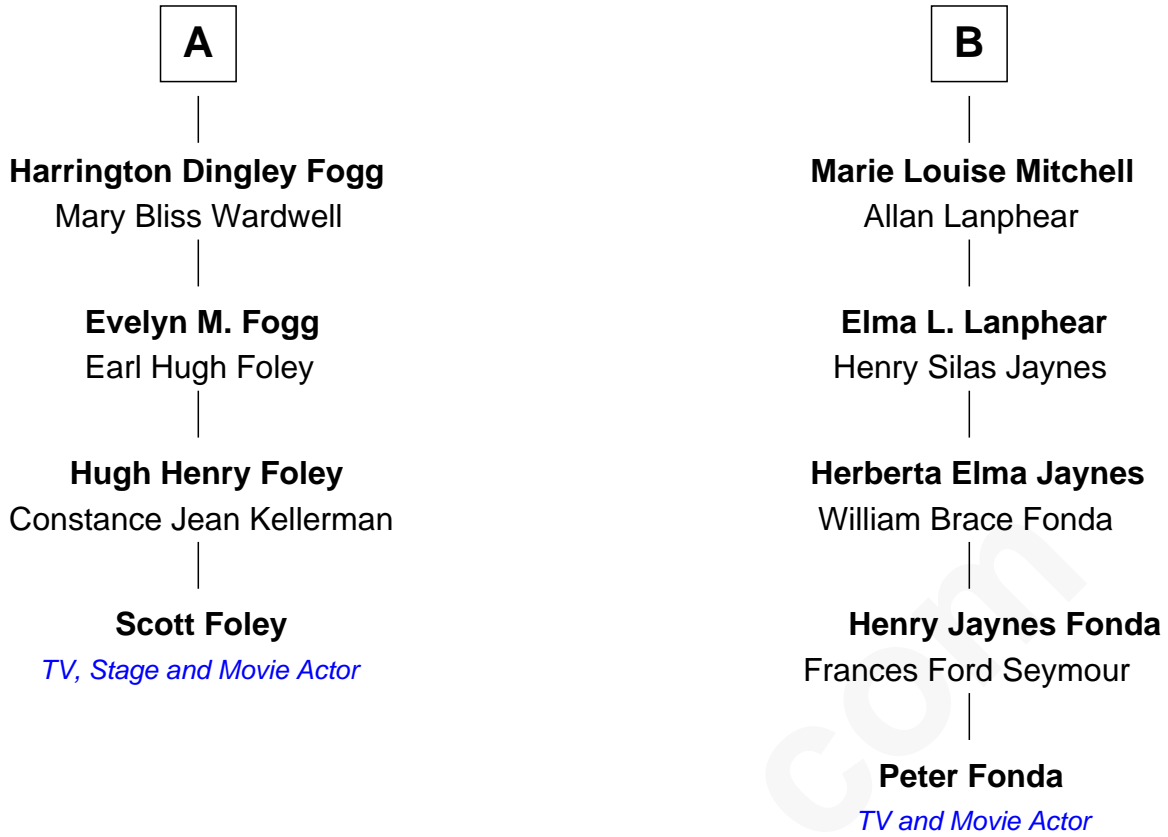 A
Harrington Dingley Fogg
Mary Bliss Wardwell
Evelyn M. Fogg
Earl Hugh Foley
Hugh Henry Foley
Constance Jean Kellerman
Scott Foley
TV, Stage and Movie Actor
B
Marie Louise Mitchell
Allan Lanphear
Elma L. Lanphear
Henry Silas Jaynes
Herberta Elma Jaynes
William Brace Fonda
Henry Jaynes Fonda
Frances Ford Seymour
Peter Fonda
TV and Movie Actor
com